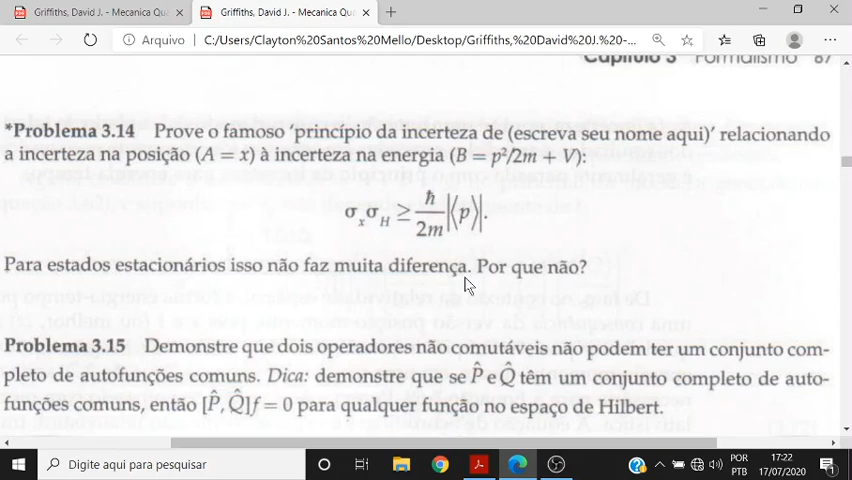 Griffiths, David J. - Mecanica Qua
Griffiths, David J. - Mecanica Qua
Arquivo
C:/Users/Clayton%20Santos%20Mello/Desktop/Griffiths,%20David%20J.%20-...
Capítulo 3 Formalismo 87
*Problema 3.14 Prove o famoso 'princípio da incerteza de (escreva seu nome aqui)' relacionando
a incerteza na posição (A = x) à incerteza na energia (B = p²/2m + V):
σₓσ_H ≥ ħ/2m |⟨p⟩|.
Para estados estacionários isso não faz muita diferença. Por que não?
Problema 3.15 Demonstre que dois operadores não comutáveis não podem ter um conjunto com-
pleto de autofunções comuns. Dica: demonstre que se P̂ e Q̂ têm um conjunto completo de auto-
funções comuns, então [P̂, Q̂]f = 0 para qualquer função no espaço de Hilbert.
Digite aqui para pesquisar
POR
PTB
17:22
17/07/2020